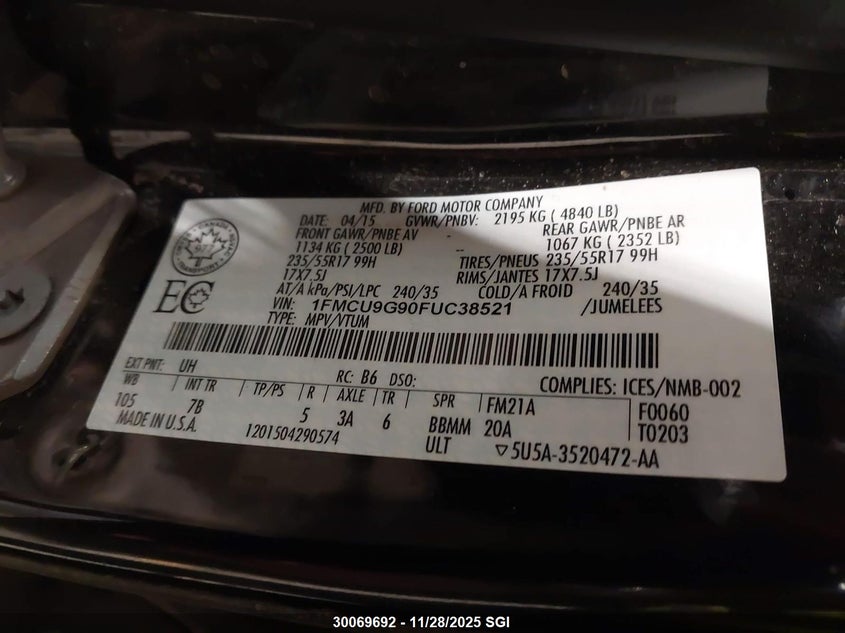 MFD. BY FORD MOTOR COMPANY
DATE: 04/15 GVWR/PNBV: 2195 KG ( 4840 LB)
FRONT GAWR/PNBE AV - REAR GAWR/PNBE AR
1134 KG ( 2500 LB) -- 1067 KG ( 2352 LB)
235/55R17 99H TIRES/PNEUS 235/55R17 99H
17X7.5J RIMS/JANTES 17X7.5J
AT/A kPa/PSI/LPC 240/35 COLD/A FROID 240/35
VIN: 1FMCU9G90FUC38521 /JUMELEES
TYPE: MPV/VTUM
EC
EXT PNT: UH RC: B6 DSO: COMPLIES: ICES/NMB-002
WB INT TR TP/PS R AXLE TR SPR FM21A F0060
105 7B 5 3A 6 BBMM 20A T0203
MADE IN U.S.A. 1201504290574 ULT ▽5U5A-3520472-AA
30069692 - 11/28/2025 SGI